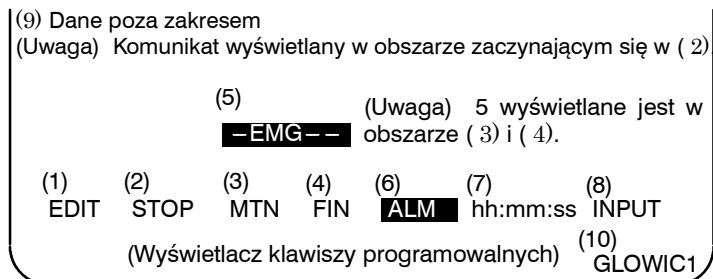 (9) Dane poza zakresem
(Uwaga) Komunikat wyświetlany w obszarze zaczynającym się w ( 2).
(5)
(Uwaga) 5 wyświetlane jest w
–EMG– – obszarze ( 3) i ( 4).
(1) (2) (3) (4) (6) (7) (8)
EDIT STOP MTN FIN ALM hh:mm:ss INPUT
(Wyświetlacz klawiszy programowalnych) (10)
GLOWIC1